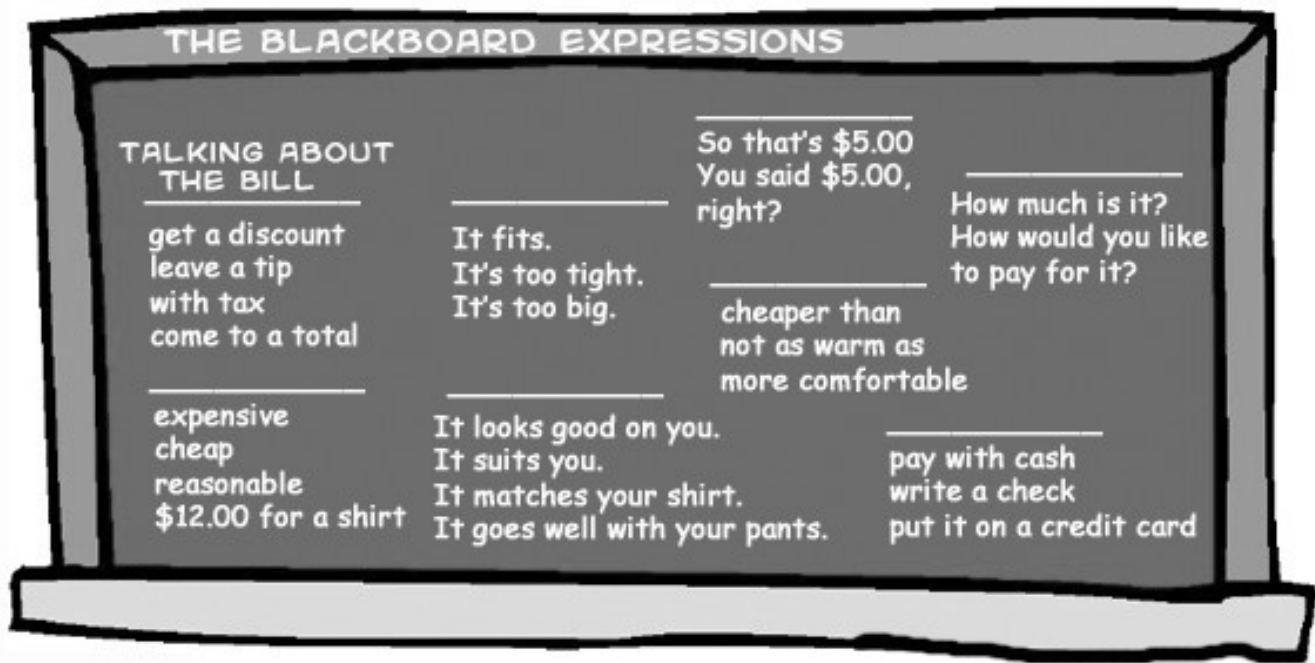 THE BLACKBOARD EXPRESSIONS
TALKING ABOUT
THE BILL
get a discount
leave a tip
with tax
come to a total
expensive
cheap
reasonable
$12.00 for a shirt
It fits.
It's too tight.
It's too big.
It looks good on you.
It suits you.
It matches your shirt.
It goes well with your pants.
So that's $5.00
You said $5.00,
right?
cheaper than
not as warm as
more comfortable
How much is it?
How would you like
to pay for it?
pay with cash
write a check
put it on a credit card